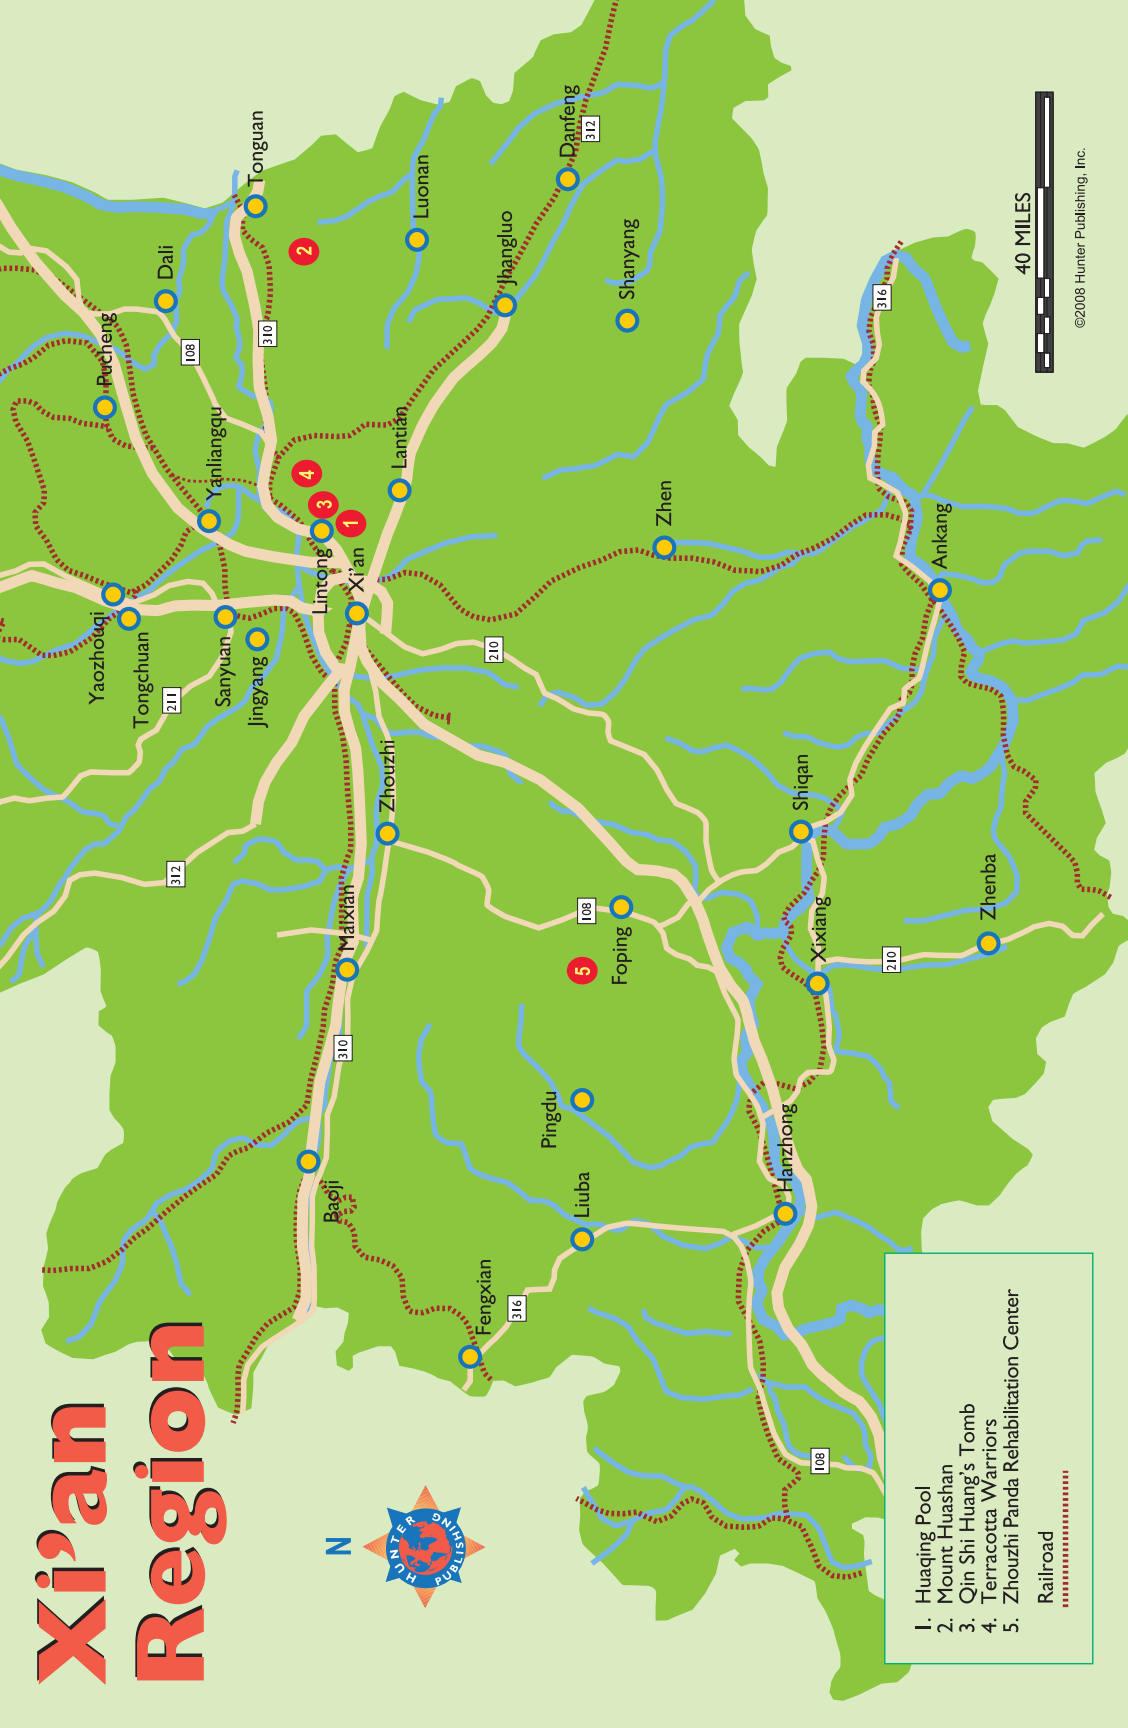 Xi'an
Region
N
HUNTER
PUBLISHING
Baoji
Fengxian
316
Liuba
Pingdu
Hanzhong
108
310
Maixian
312
Zhouzhi
108
Foping
5
Xixiang
210
Zhenba
Shiqan
211
Yaozhouqi
Tongchuan
Sanyuan
Jingyang
Lintong
Xi'an
210
1
3
4
Yanliangqu
Pucheng
108
Dali
310
Tonguan
2
Luonan
Lantian
Jhangluo
Danfeng
312
Shanyang
Zhen
Ankang
316
1. Huaqing Pool
2. Mount Huashan
3. Qin Shi Huang's Tomb
4. Terracotta Warriors
5. Zhouzhi Panda Rehabilitation Center
Railroad
40 MILES
©2008 Hunter Publishing, Inc.